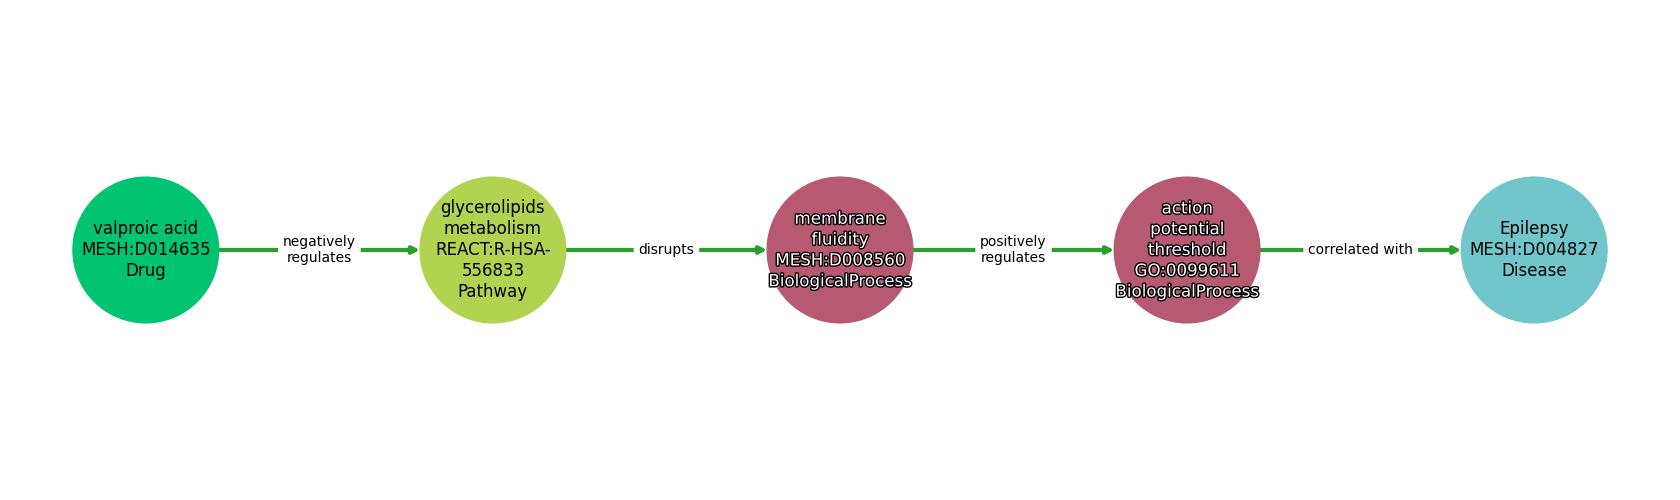 valproic acid
MESH:D014635
Drug
negatively
regulates
glycerolipids
metabolism
REACT:R-HSA-
556833
Pathway
disrupts
membrane
fluidity
MESH:D008560
BiologicalProcess
positively
regulates
action
potential
threshold
GO:0099611
BiologicalProcess
correlated with
Epilepsy
MESH:D004827
Disease